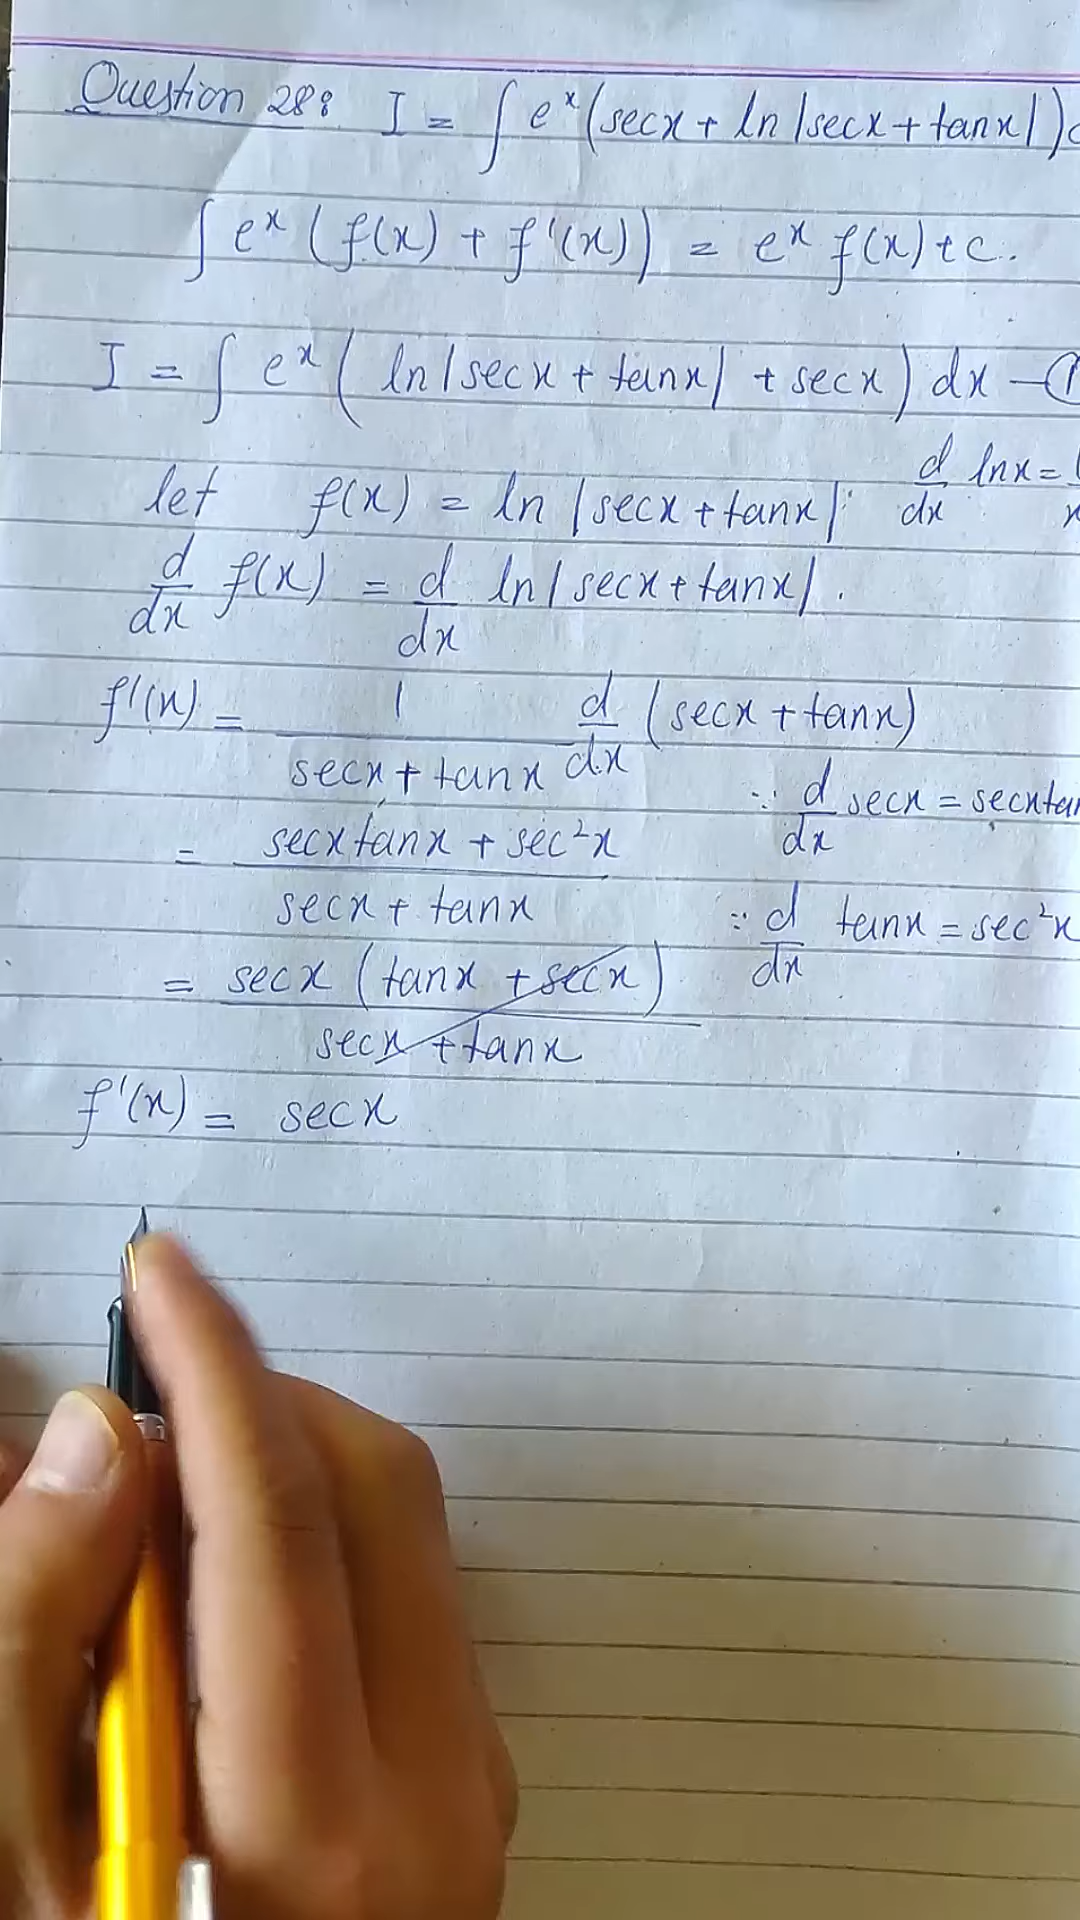 Question 28: I = ∫ e^x (secx + ln |secx + tanx|)
∫ e^x (f(x) + f'(x)) = e^x f(x) + c.
I = ∫ e^x ( ln |secx + tanx| + secx ) dx — ①
let f(x) = ln |secx + tanx| ∵ d/dx lnx =
d/dx f(x) = d/dx ln |secx + tanx|.
f'(x) = 1/(secx + tanx) d/dx (secx + tanx)
∵ d/dx secx = secxtan
= (secxtanx + sec²x)/(secx + tanx)
∵ d/dx tanx = sec²x
= secx (tanx + secx)/(secx + tanx)
f'(x) = secx